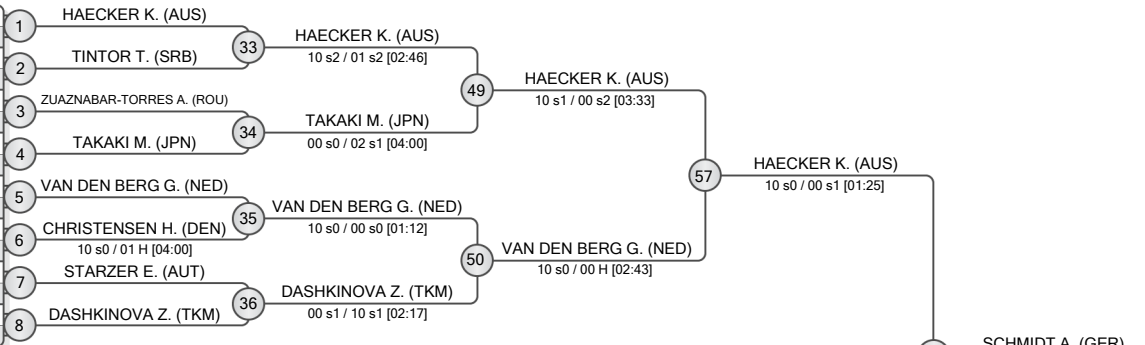 HAECKER K. (AUS)
1
TINTOR T. (SRB)
2
33
HAECKER K. (AUS)
10 s2 / 01 s2 [02:46]
ZUAZNABAR-TORRES A. (ROU)
3
TAKAKI M. (JPN)
4
34
TAKAKI M. (JPN)
00 s0 / 02 s1 [04:00]
49
HAECKER K. (AUS)
10 s1 / 00 s2 [03:33]
VAN DEN BERG G. (NED)
5
CHRISTENSEN H. (DEN)
6
10 s0 / 01 H [04:00]
35
VAN DEN BERG G. (NED)
10 s0 / 00 s0 [01:12]
STARZER E. (AUT)
7
DASHKINOVA Z. (TKM)
8
36
DASHKINOVA Z. (TKM)
00 s1 / 10 s1 [02:17]
50
VAN DEN BERG G. (NED)
10 s0 / 00 H [02:43]
57
HAECKER K. (AUS)
10 s0 / 00 s1 [01:25]
SCHMIDT A. (GER)